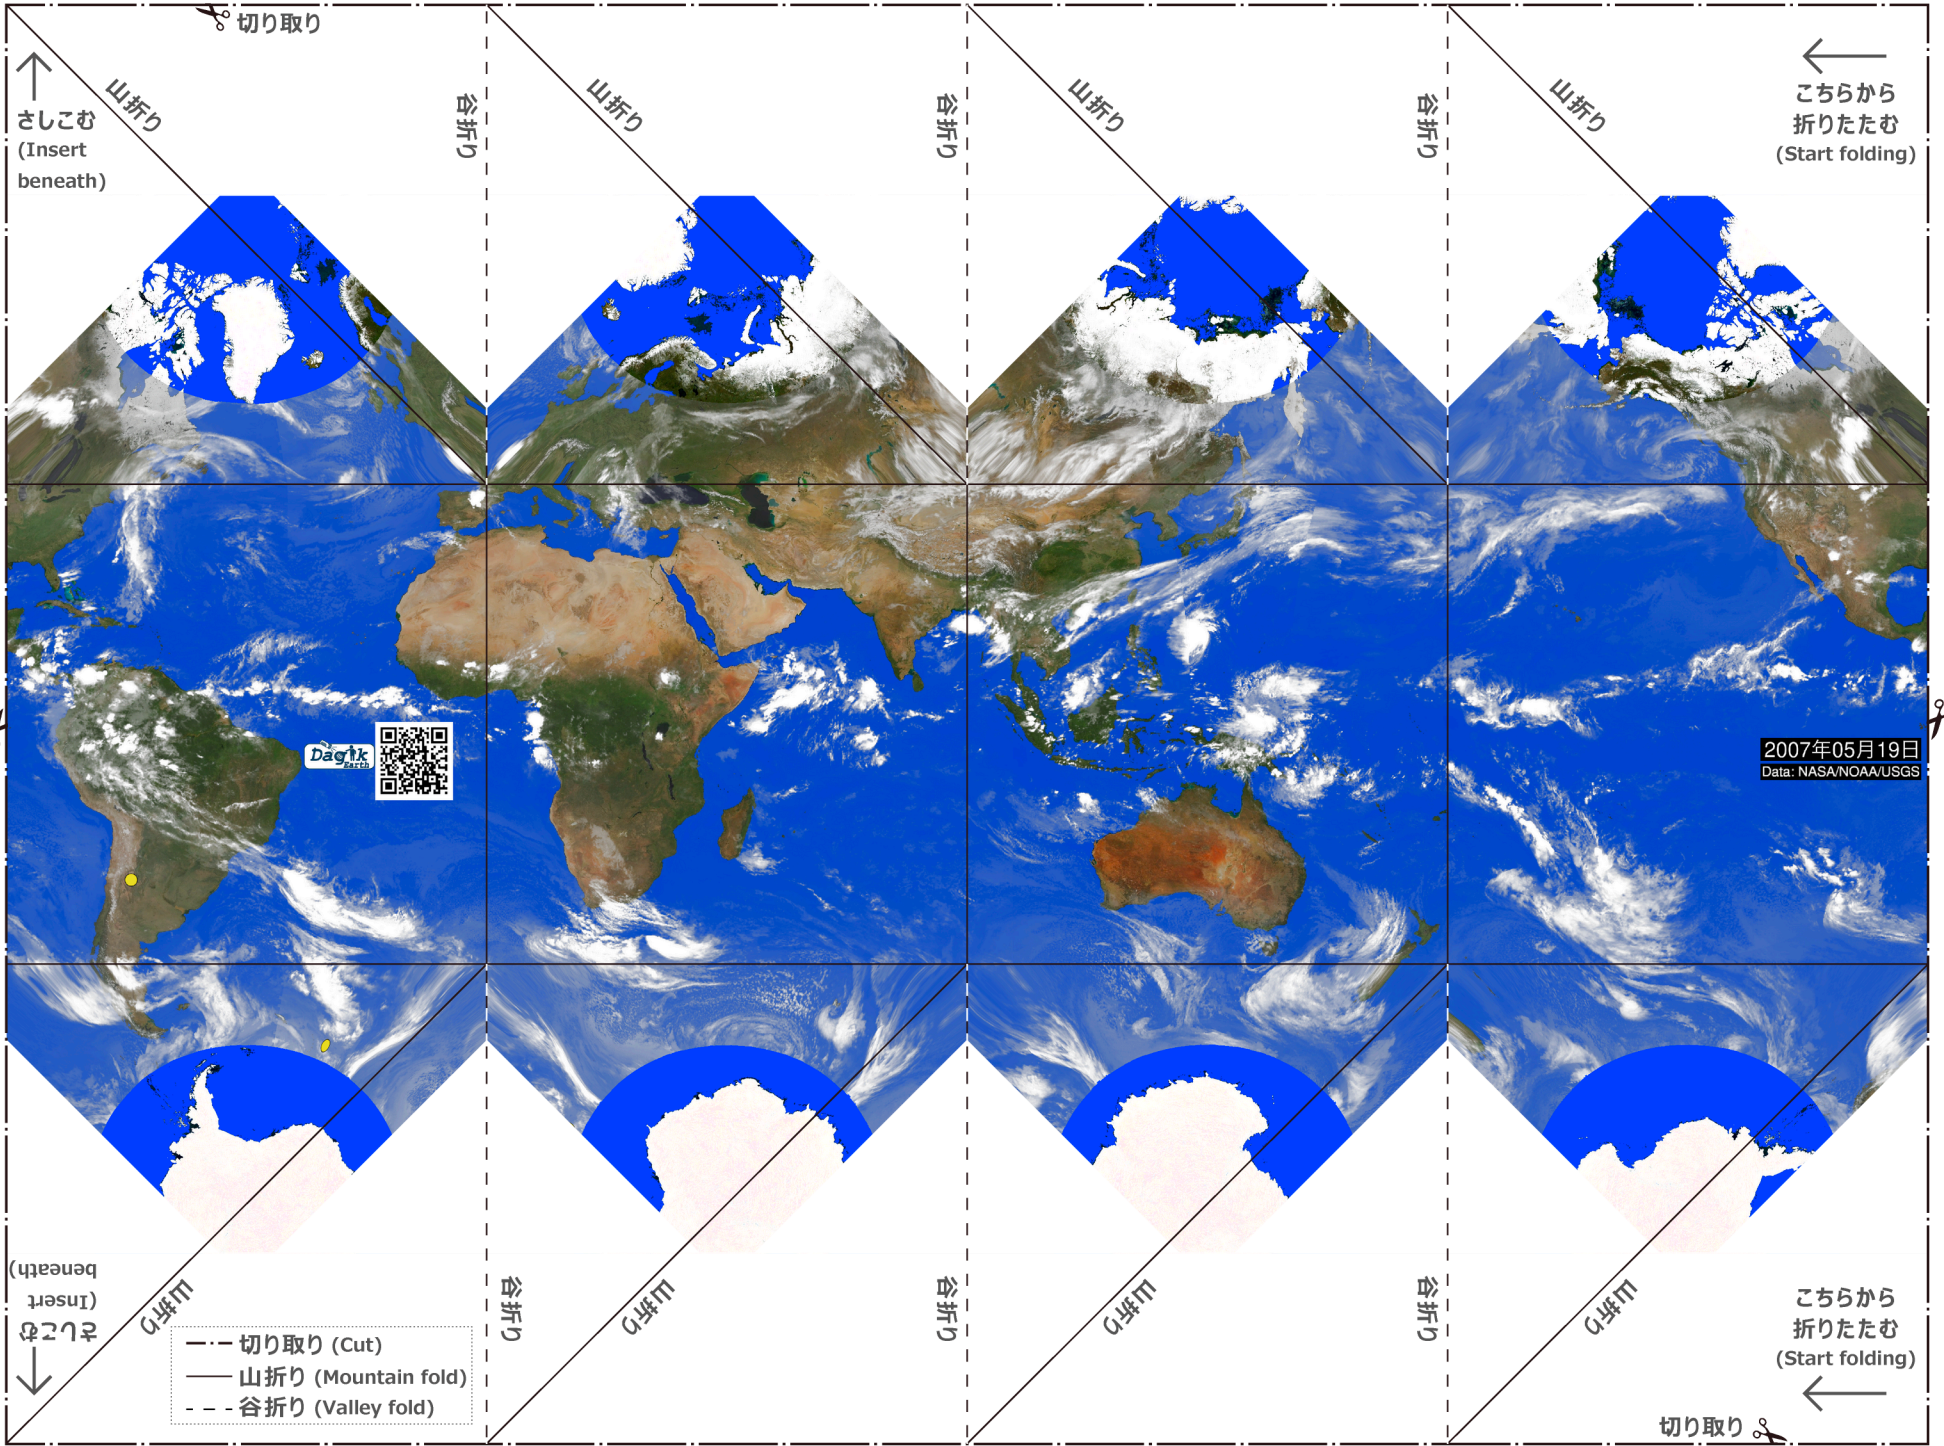 切り取り
山折り
谷折り
山折り
谷折り
山折り
谷折り
山折り
さしこむ
(Insert
beneath)
こちらから
折りたたむ
(Start folding)
Dagik
Earth
2007年05月19日
Data: NASA/NOAA/USGS
さしこむ
(Insert
beneath)
山折り
谷折り
山折り
谷折り
山折り
谷折り
山折り
こちらから
折りたたむ
(Start folding)
切り取り (Cut)
山折り (Mountain fold)
谷折り (Valley fold)
切り取り